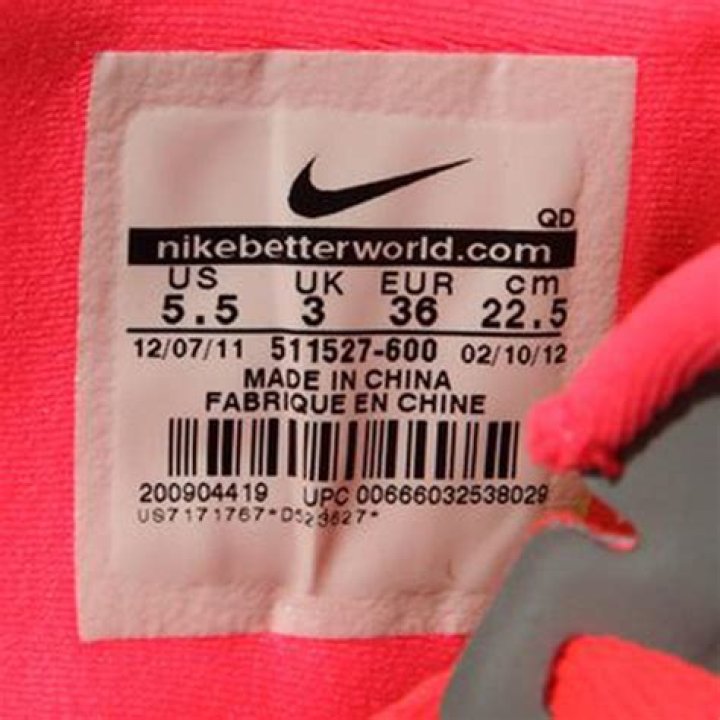 QD
nikebetterworld.com
US UK EUR cm
5.5 3 36 22.5
12/07/11 511527-600 02/10/12
MADE IN CHINA
FABRIQUE EN CHINE
200904419 UPC 00666032538029
US7171767*